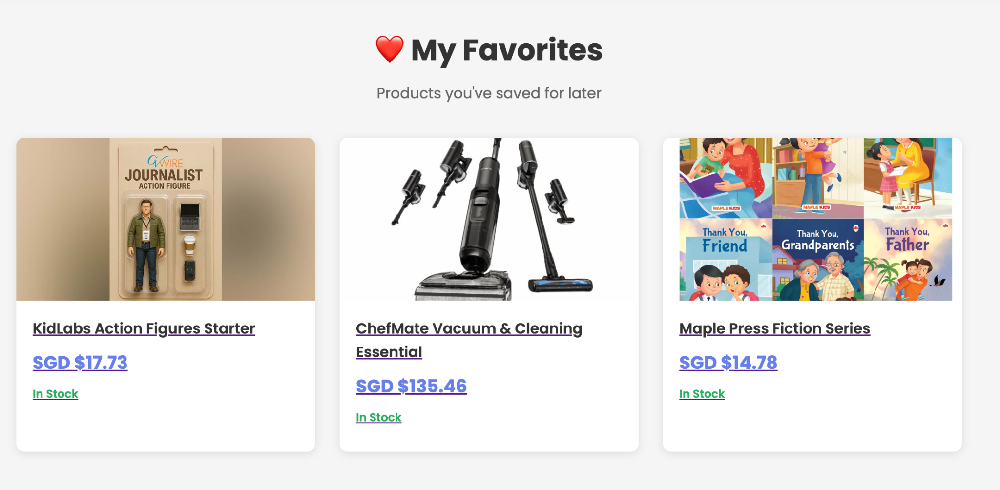 ❤️ My Favorites
Products you've saved for later
GVWIRE
JOURNALIST
ACTION FIGURE
MAPLE KIDS
MAPLE KIDS
MAPLE KIDS
Thank You,
Friend
Thank You,
Grandparents
Thank You,
Father
KidLabs Action Figures Starter
SGD $17.73
In Stock
ChefMate Vacuum & Cleaning
Essential
SGD $135.46
In Stock
Maple Press Fiction Series
SGD $14.78
In Stock